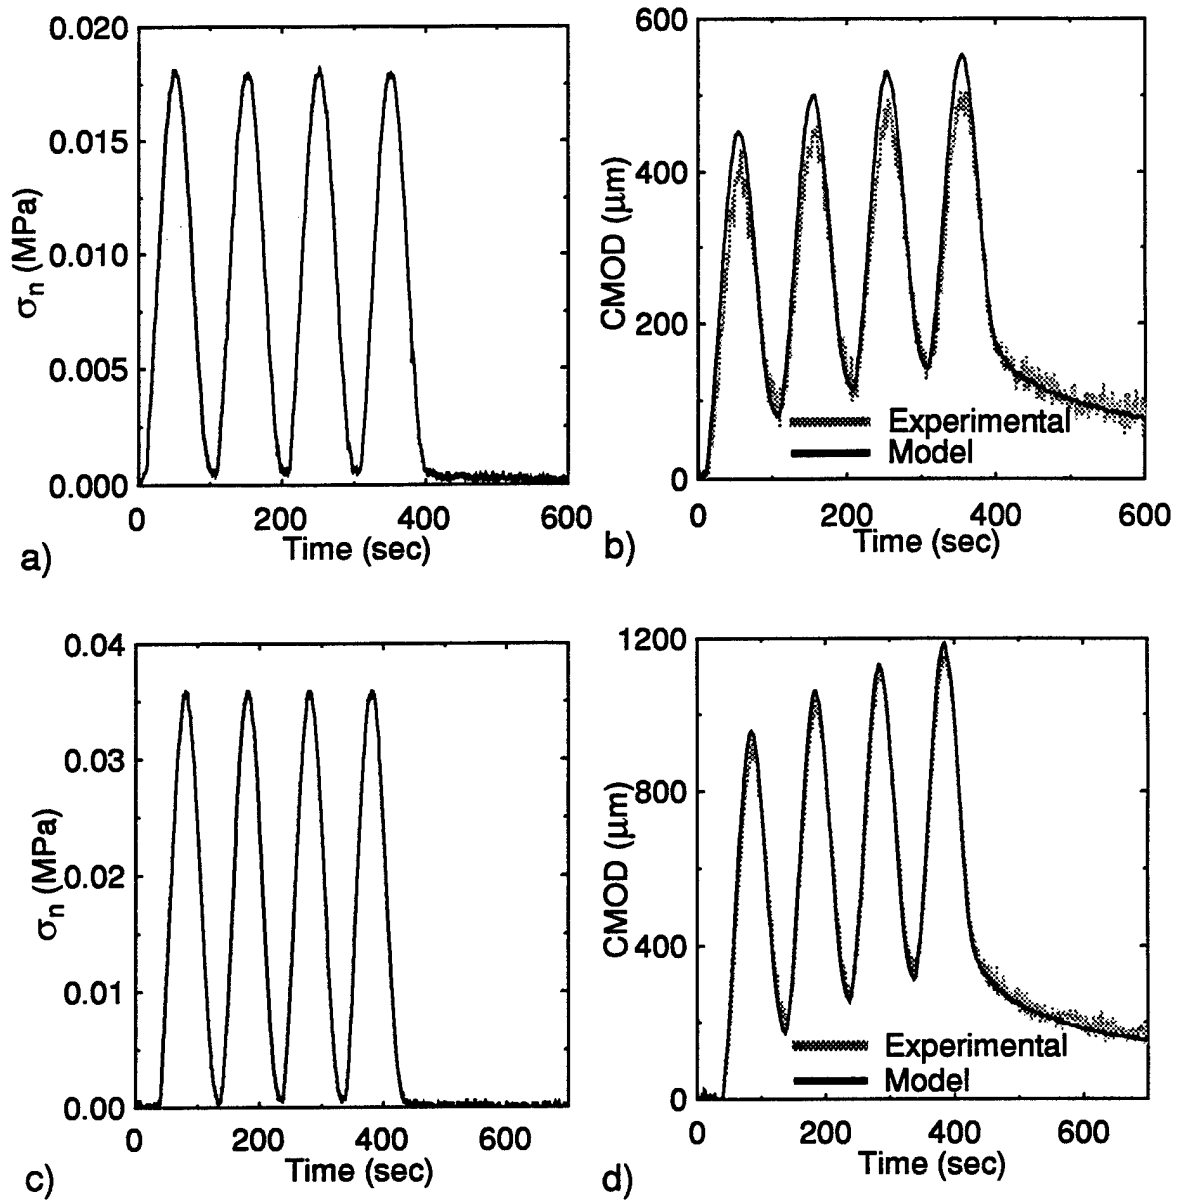 0.020
0.015
0.010
0.005
0.000
σn (MPa)
0
200
400
600
Time (sec)
a)
600
400
200
0
CMOD (μm)
Experimental
Model
0
200
400
600
Time (sec)
b)
0.04
0.03
0.02
0.01
0.00
σn (MPa)
0
200
400
600
Time (sec)
c)
1200
800
400
0
CMOD (μm)
Experimental
Model
0
200
400
600
Time (sec)
d)